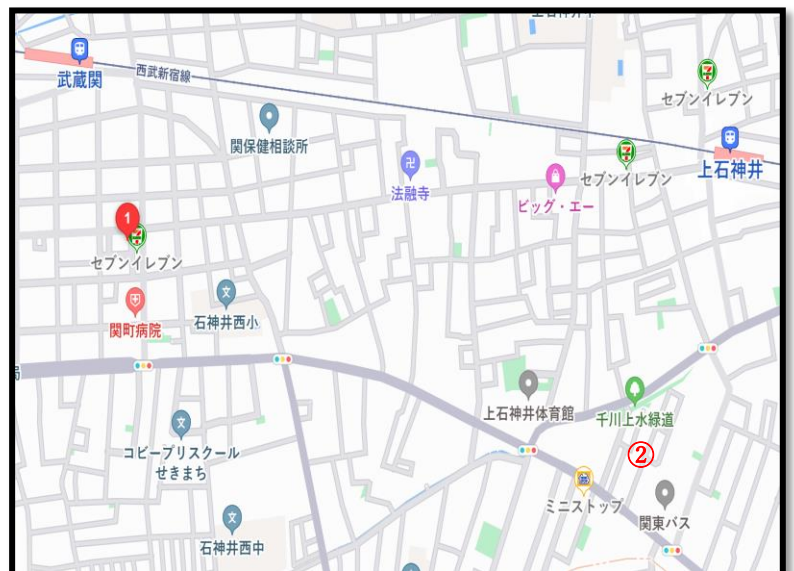 武蔵関
西武新宿線
セブンイレブン
関保健相談所
セブンイレブン
上石神井
法融寺
ビッグ・エー
1
セブンイレブン
関町病院
石神井西小
上石神井体育館
千川上水緑道
コピープリスクール
せきまち
②
ミニストップ
関東バス
石神井西中